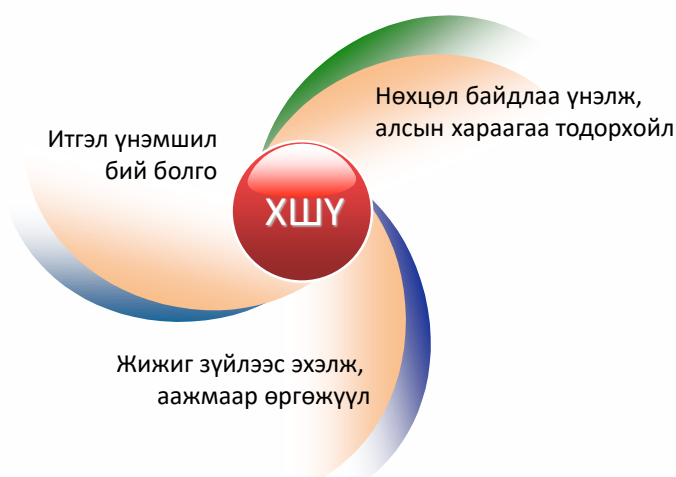 Нөхцөл байдлаа үнэлж,
алсын хараагаа тодорхойл
Итгэл үнэмшил
бий болго
ХШҮ
Жижиг зүйлээс эхэлж,
аажмаар өргөжүүл